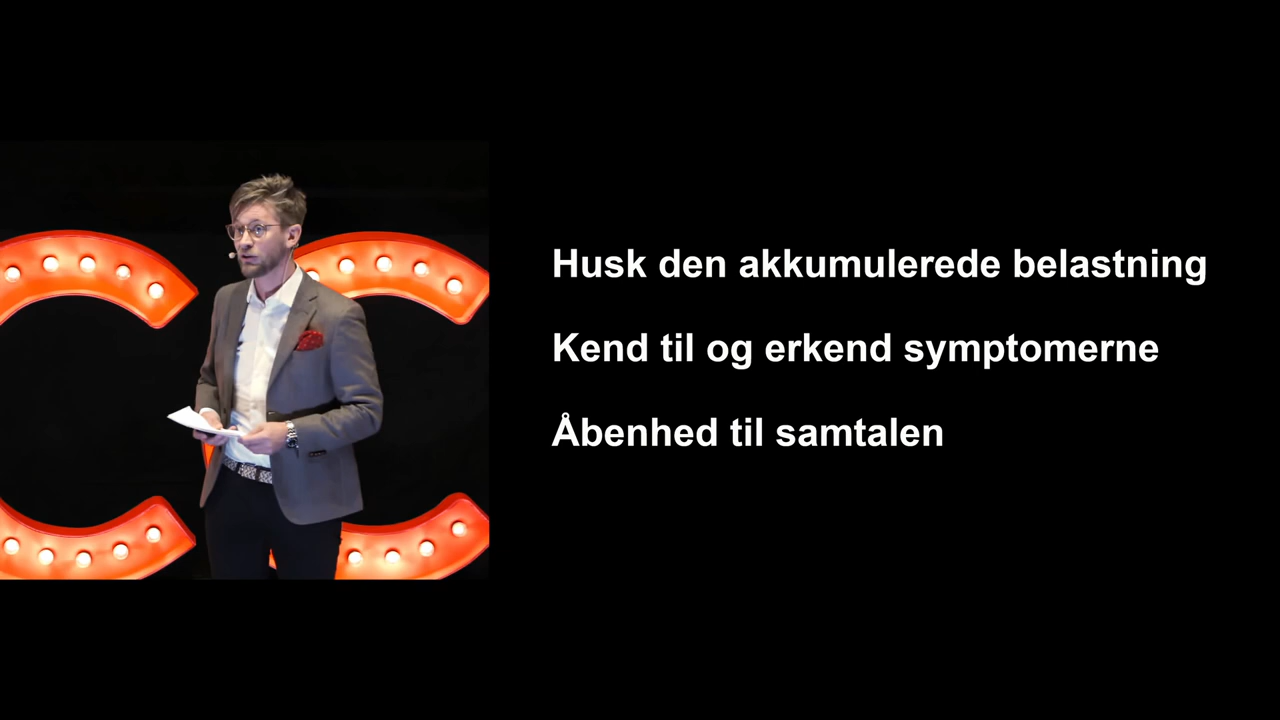 Husk den akkumulerede belastning
Kend til og erkend symptomerne
Åbenhed til samtalen